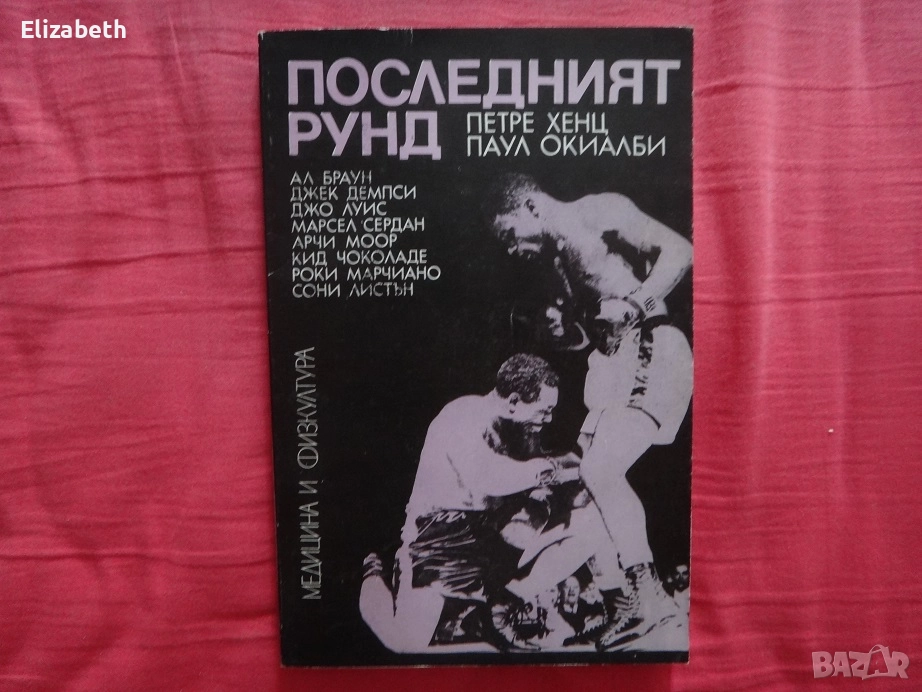 Elizabeth
ПОСЛЕДНИЯТ
РУНД
ПЕТРЕ ХЕНЦ
ПАУЛ ОКИАЛБИ
АЛ БРАУН
ДЖЕК ДЕМПСИ
ДЖО ЛУИС
МАРСЕЛ СЕРДАН
АРЧИ МООР
КИД ЧОКОЛАДЕ
РОКИ МАРЧИАНО
СОНИ ЛИСТЪН
МЕДИЦИНА И ФИЗКУЛТУРА
BAZAR